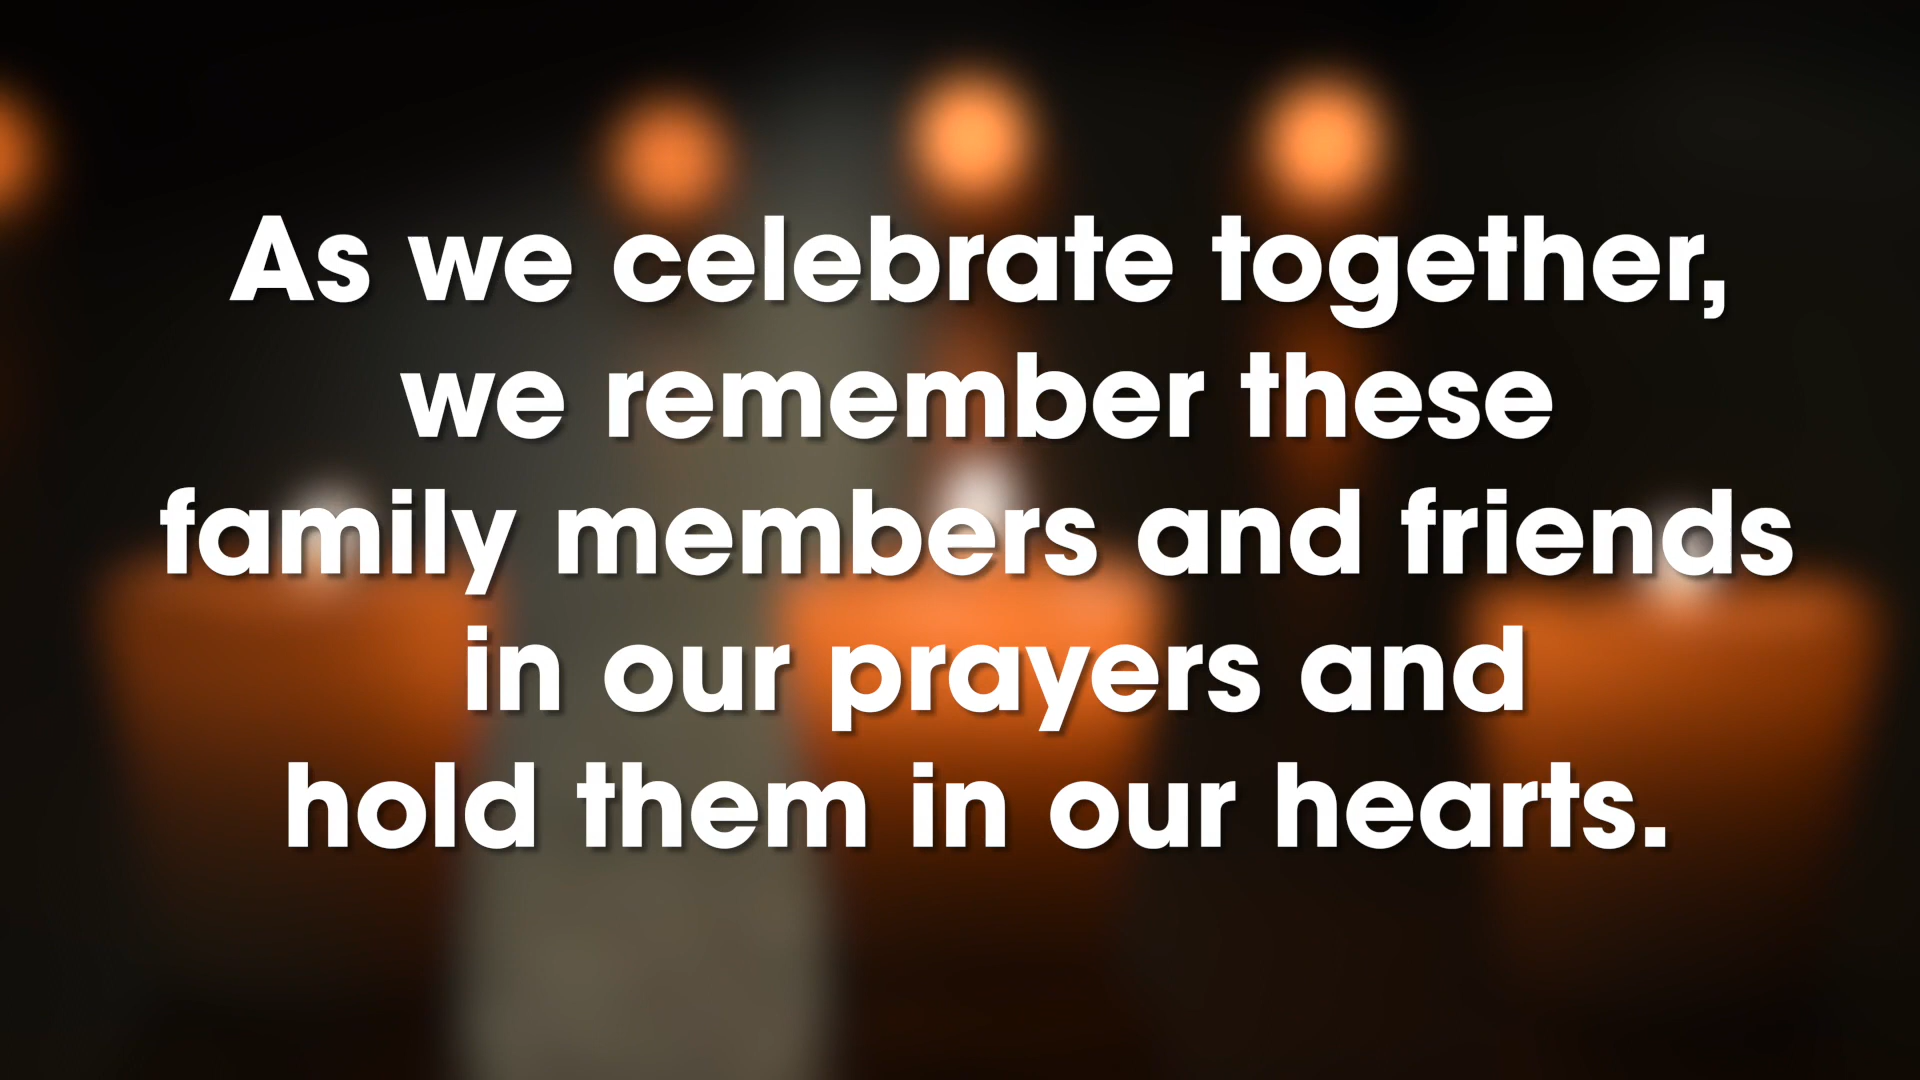 As we celebrate together,
we remember these
family members and friends
in our prayers and
hold them in our hearts.